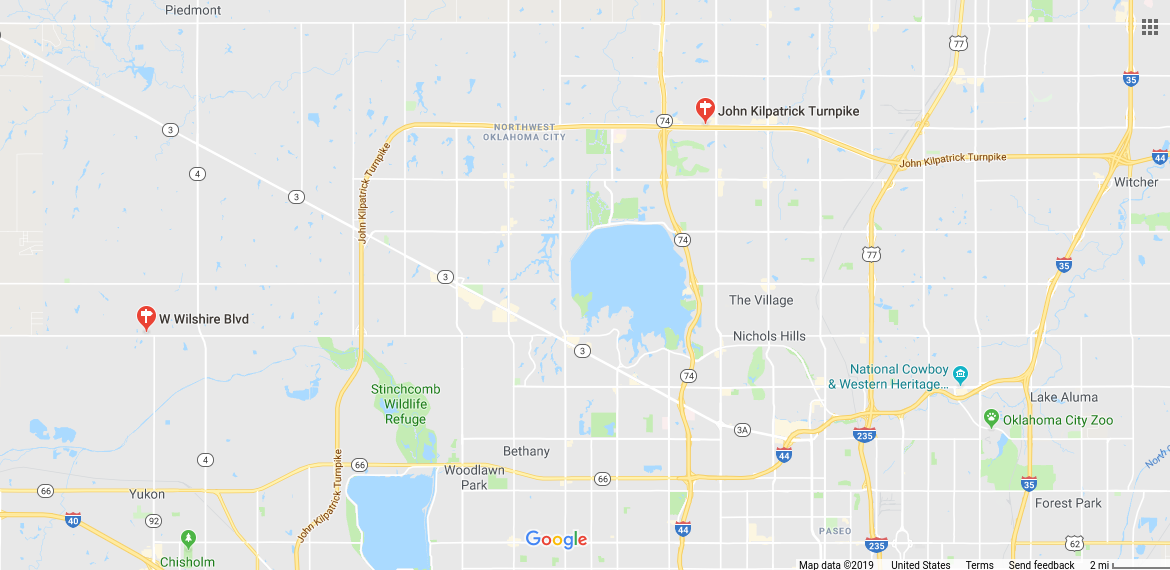 Piedmont
77
35
3
John Kilpatrick Turnpike
74
NORTHWEST
OKLAHOMA CITY
John Kilpatrick Turnpike
44
4
Witcher
3
John Kilpatrick Turnpike
74
77
35
3
The Village
W Wilshire Blvd
Nichols Hills
3
74
National Cowboy
& Western Heritage...
Stinchcomb
Wildlife
Refuge
Lake Aluma
Oklahoma City Zoo
3A
235
44
Bethany
4
66
Woodlawn
Park
66
John Kilpatrick Turnpike
North C
66
Yukon
35
Forest Park
40
92
44
PASEO
Google
235
62
Chisholm
Map data ©2019
United States
Terms
Send feedback
2 mi